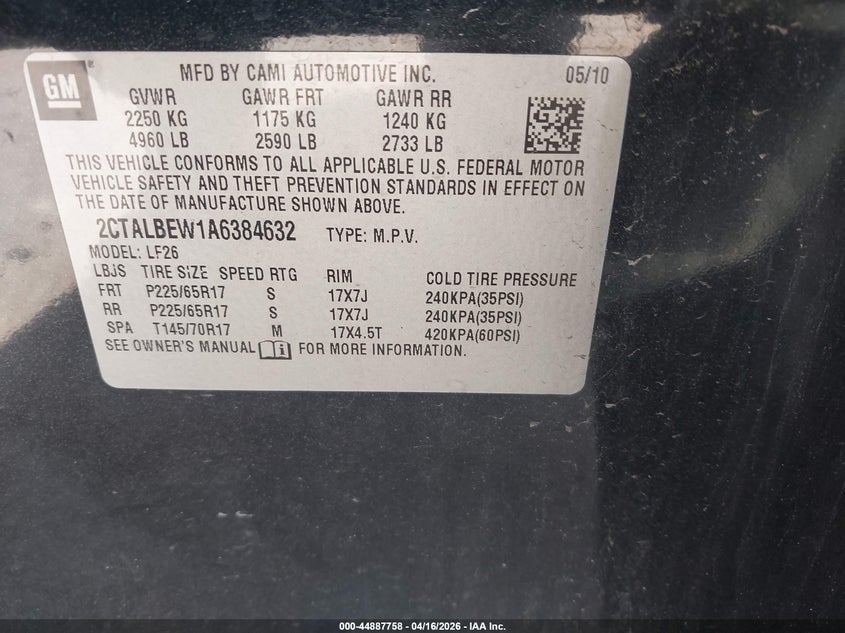 GM ®
MFD BY CAMI AUTOMOTIVE INC. 05/10
GVWR GAWR FRT GAWR RR
2250 KG 1175 KG 1240 KG
4960 LB 2590 LB 2733 LB
THIS VEHICLE CONFORMS TO ALL APPLICABLE U.S. FEDERAL MOTOR
VEHICLE SAFETY AND THEFT PREVENTION STANDARDS IN EFFECT ON
THE DATE OF MANUFACTURE SHOWN ABOVE.
2CTALBEW1A6384632 TYPE: M.P.V.
MODEL: LF26
LBJS TIRE SIZE SPEED RTG RIM COLD TIRE PRESSURE
FRT P225/65R17 S 17X7J 240KPA(35PSI)
RR P225/65R17 S 17X7J 240KPA(35PSI)
SPA T145/70R17 M 17X4.5T 420KPA(60PSI)
SEE OWNER'S MANUAL i FOR MORE INFORMATION.
000-44887758 - 04/16/2026 - IAA Inc.